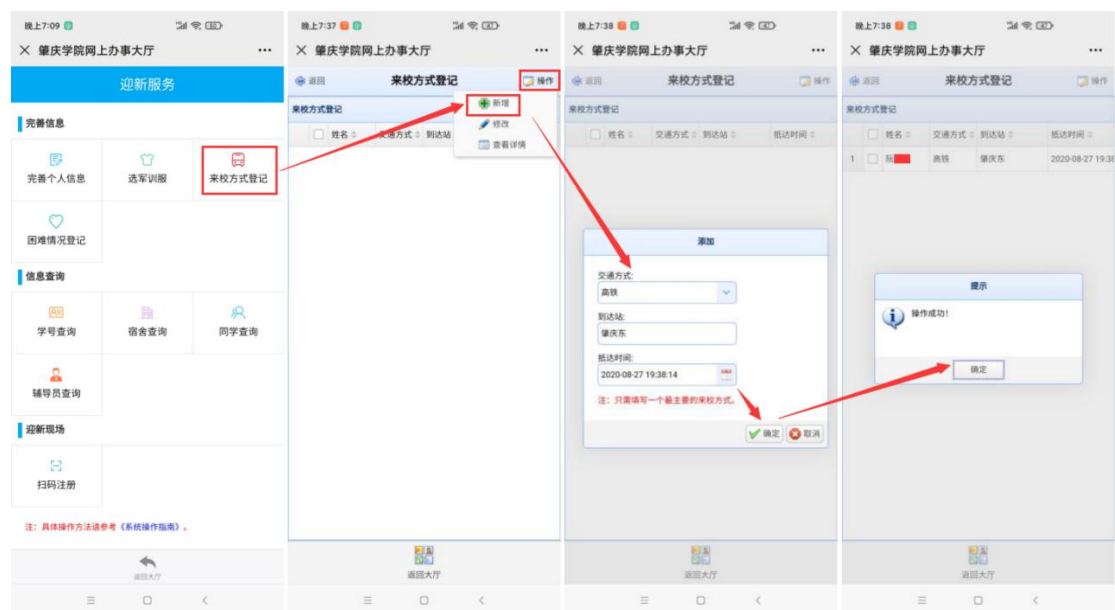 晚上7:09
× 肇庆学院网上办事大厅 ···
迎新服务
完善信息
完善个人信息
选军训服
来校方式登记
困难情况登记
信息查询
学号查询
宿舍查询
同学查询
辅导员查询
迎新现场
扫码注册
注：具体操作方法请参考《系统操作指南》。
返回大厅
晚上7:37
× 肇庆学院网上办事大厅 ···
返回
来校方式登记
操作
来校方式登记
新增
修改
查看详情
姓名
交通方式
到达站
返回大厅
晚上7:38
× 肇庆学院网上办事大厅 ···
返回
来校方式登记
操作
来校方式登记
姓名
交通方式
到达站
抵达时间
添加
交通方式:
高铁
到达站:
肇庆东
抵达时间:
2020-08-27 19:38:14
注：只需填写一个最主要的来校方式。
确定
取消
返回大厅
晚上7:38
× 肇庆学院网上办事大厅 ···
返回
来校方式登记
操作
来校方式登记
姓名
交通方式
到达站
抵达时间
1
阮
高铁
肇庆东
2020-08-27 19:38
提示
操作成功!
确定
返回大厅